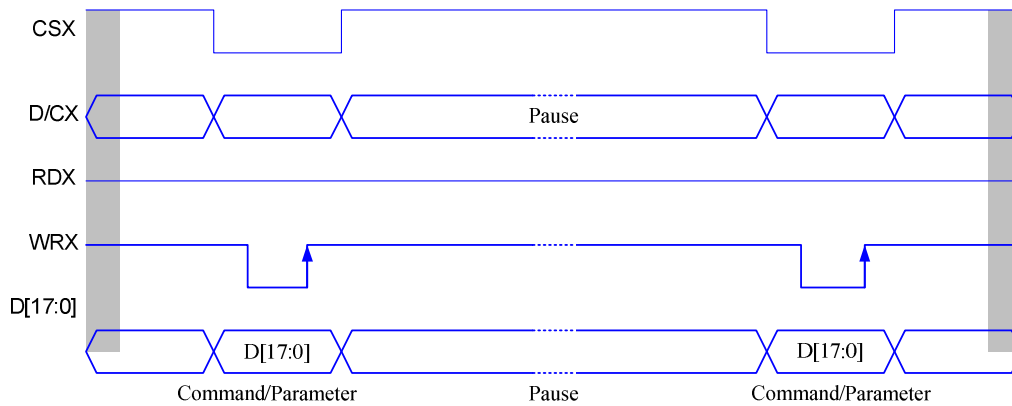 CSX
D/CX
Pause
RDX
WRX
D[17:0]
D[17:0] D[17:0]
Command/Parameter Pause Command/Parameter